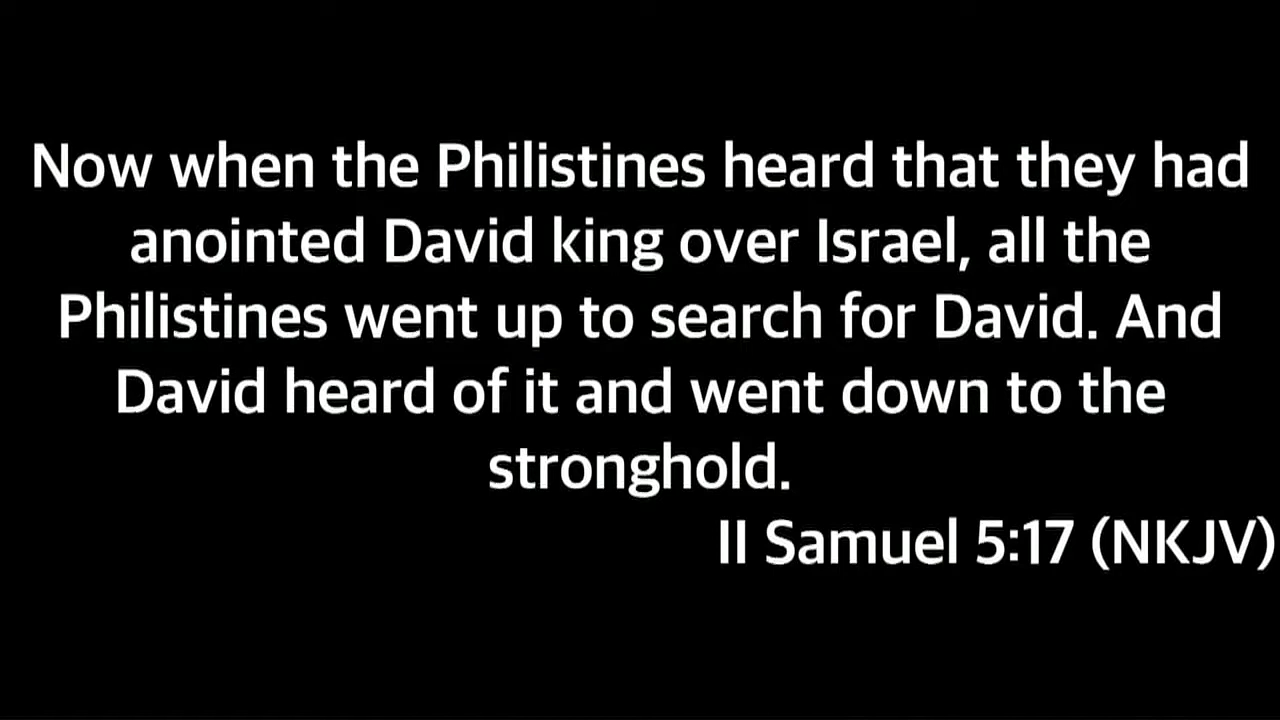 Now when the Philistines heard that they had
anointed David king over Israel, all the
Philistines went up to search for David. And
David heard of it and went down to the
stronghold.
II Samuel 5:17 (NKJV)